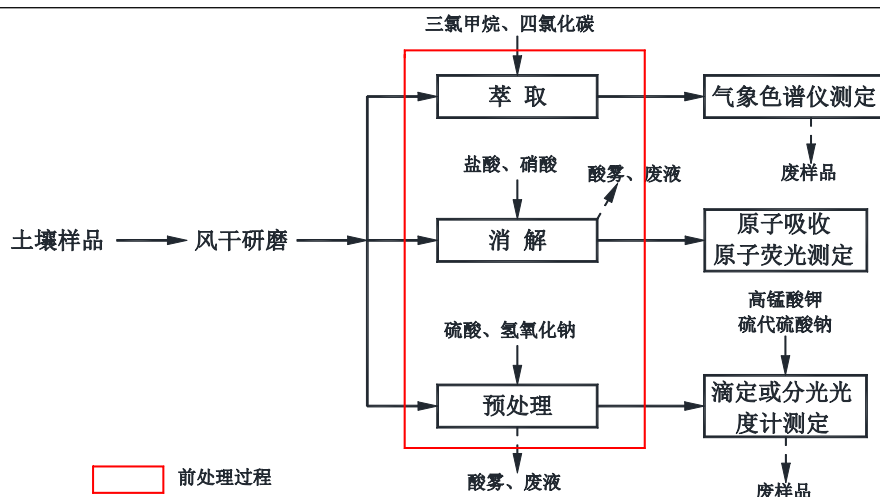 三氯甲烷、四氯化碳
萃 取
气象色谱仪测定
盐酸、硝酸
酸雾、废液
废样品
土壤样品
风干研磨
消 解
原子吸收
原子荧光测定
高锰酸钾
硫代硫酸钠
硫酸、氢氧化钠
预处理
滴定或分光光
度计测定
前处理过程
酸雾、废液
废样品